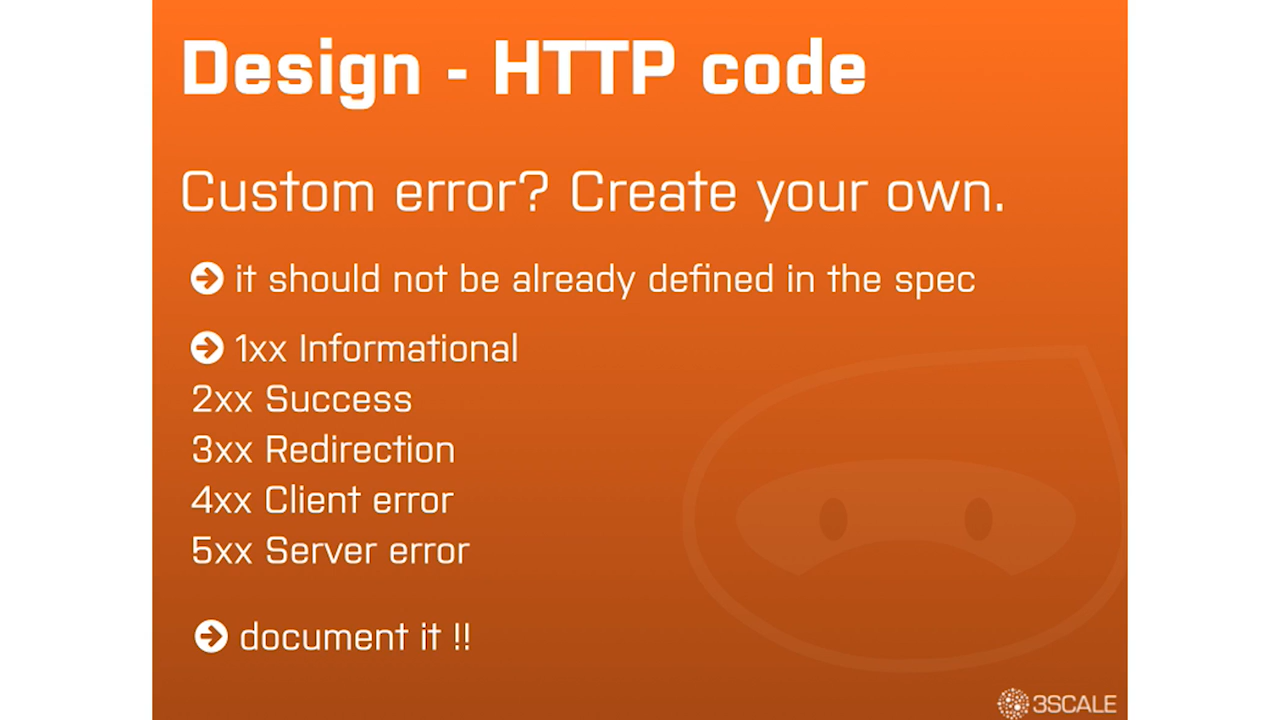 Design - HTTP code
Custom error? Create your own.
it should not be already defined in the spec
1xx Informational
2xx Success
3xx Redirection
4xx Client error
5xx Server error
document it !!
3SCALE